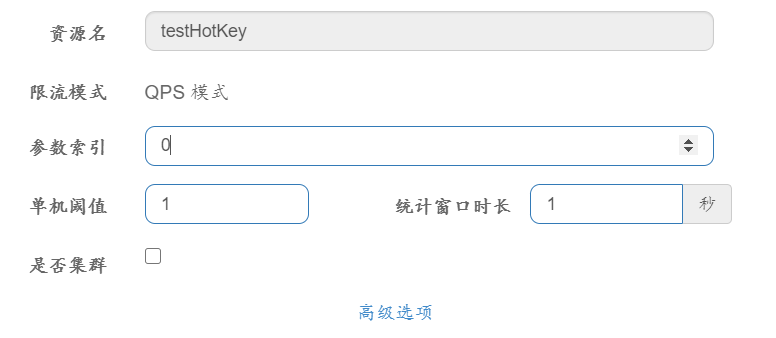 资源名 testHotKey
限流模式 QPS 模式
参数索引 0
单机阈值 1 统计窗口时长 1 秒
是否集群
高级选项